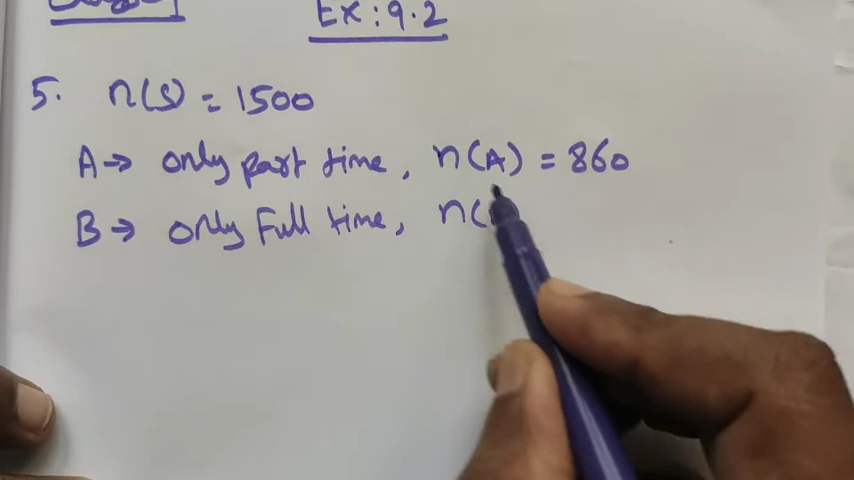 Ex: 9.2
5. n(S) = 1500
A → only part time, n(A) = 860
B → only Full time, n(